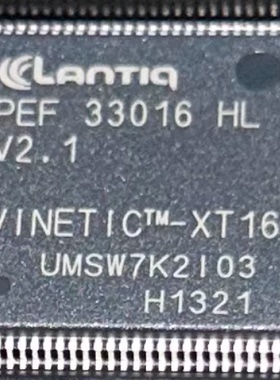 Lantiq
PEF 33016 HL
V2.1
VINETIC™-XT16
UMSW7K2I03
H1321